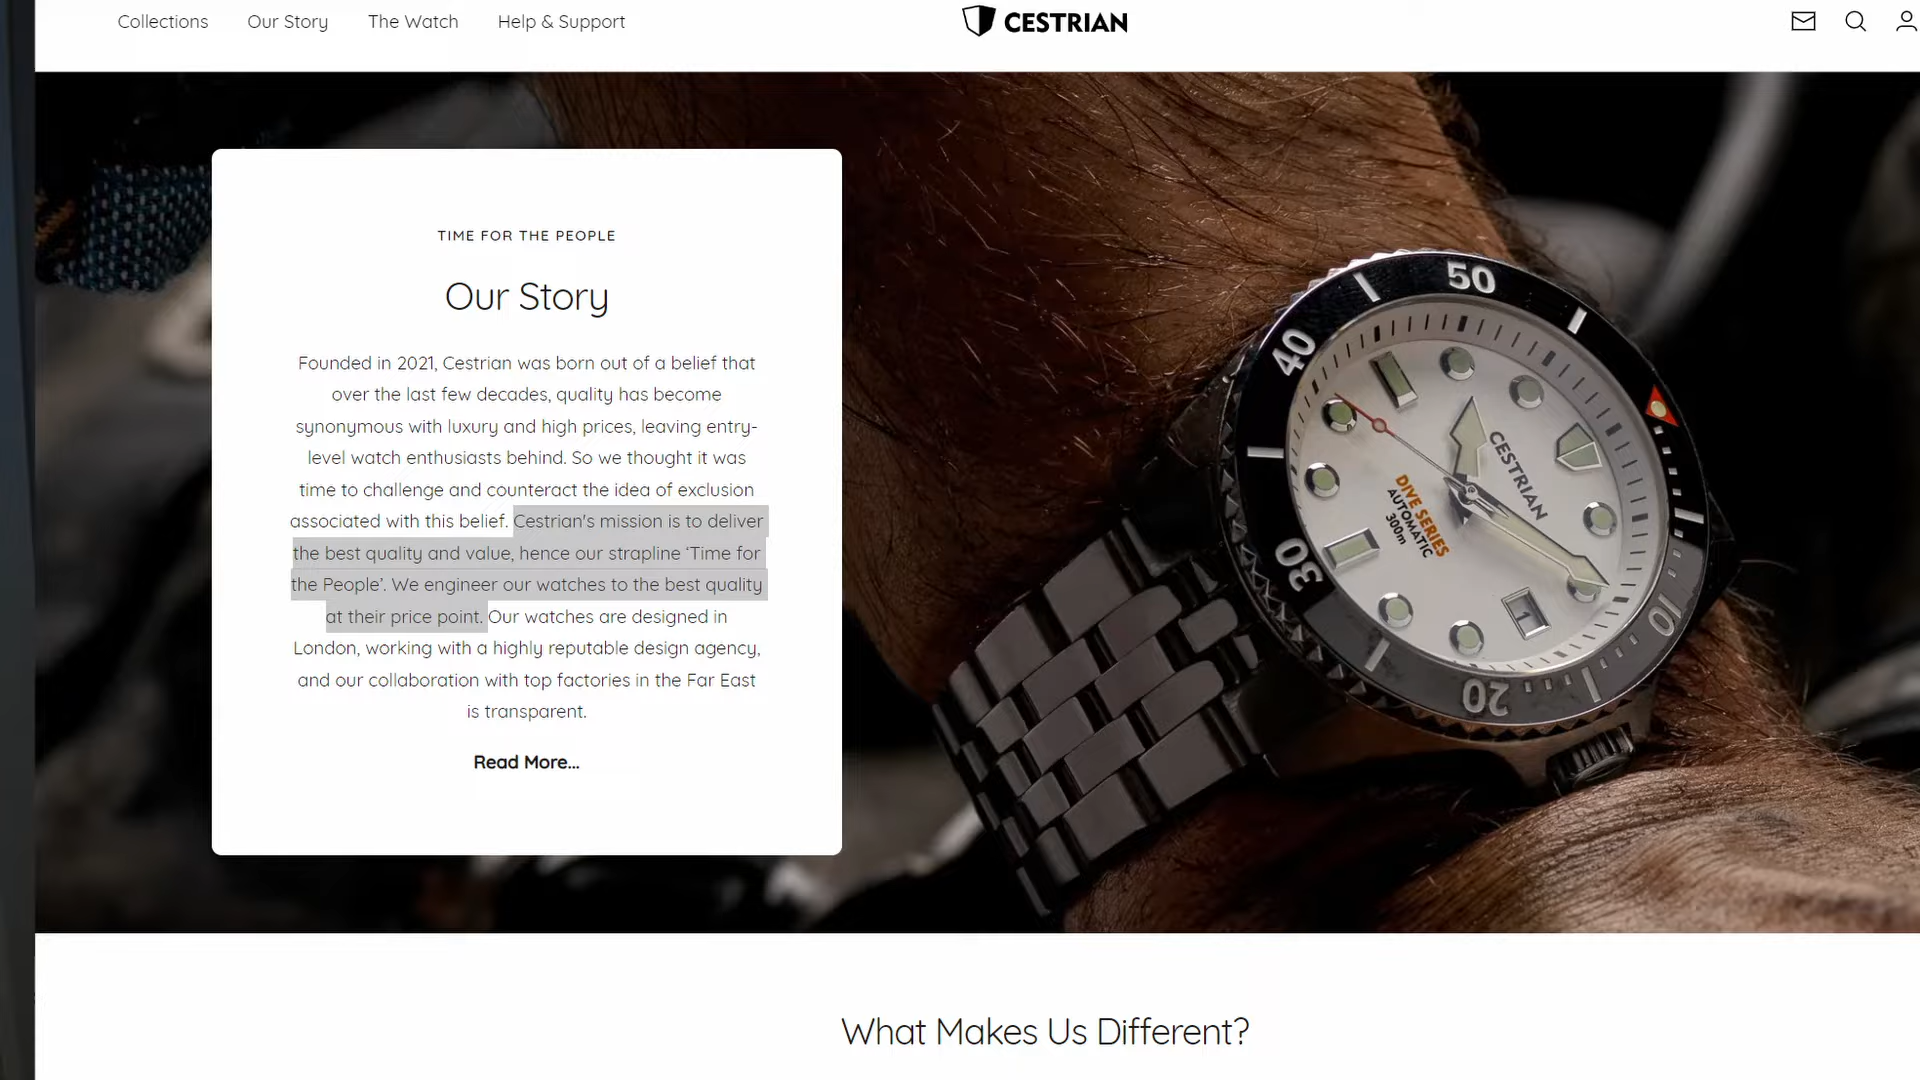 Collections
Our Story
The Watch
Help & Support
CESTRIAN
TIME FOR THE PEOPLE
Our Story
Founded in 2021, Cestrian was born out of a belief that
over the last few decades, quality has become
synonymous with luxury and high prices, leaving entry-
level watch enthusiasts behind. So we thought it was
time to challenge and counteract the idea of exclusion
associated with this belief. Cestrian's mission is to deliver
the best quality and value, hence our strapline ‘Time for
the People’. We engineer our watches to the best quality
at their price point. Our watches are designed in
London, working with a highly reputable design agency,
and our collaboration with top factories in the Far East
is transparent.
Read More...
50
40
30
20
10
CESTRIAN
DIVE SERIES
AUTOMATIC
300m
1
What Makes Us Different?